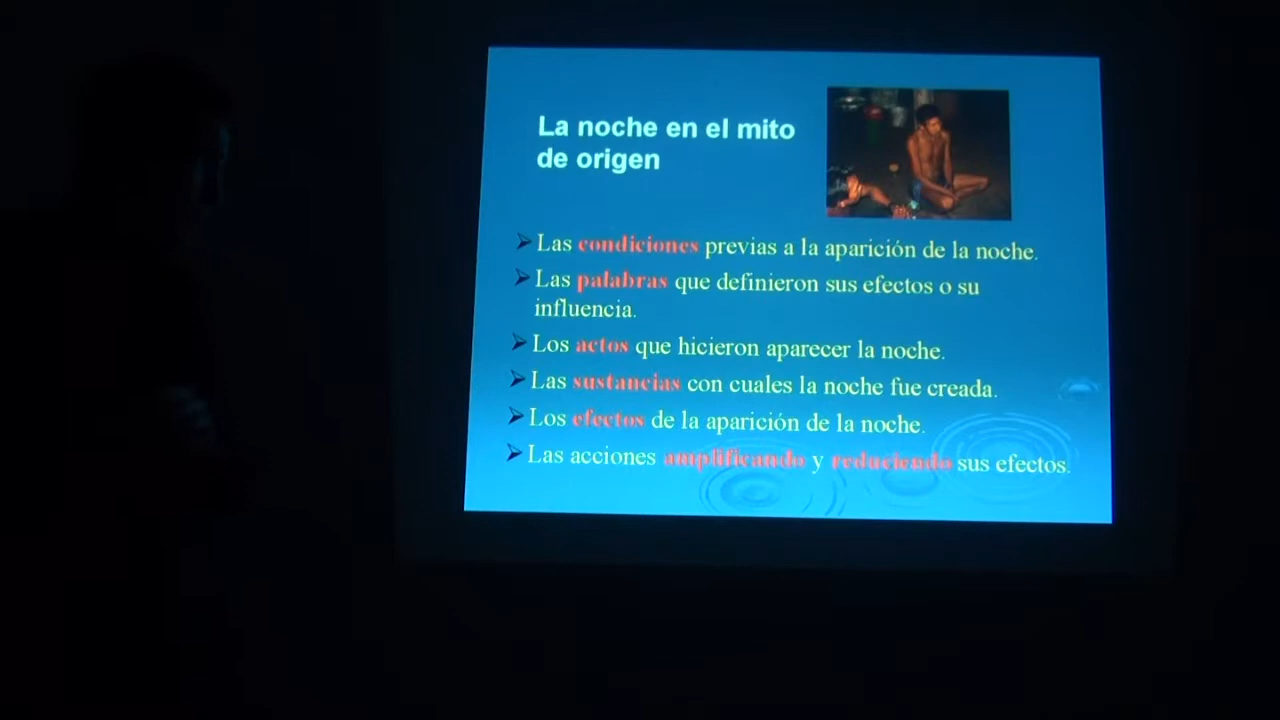 La noche en el mito
de origen
Las condiciones previas a la aparición de la noche.
Las palabras que definieron sus efectos o su
influencia.
Los actos que hicieron aparecer la noche.
Las sustancias con cuales la noche fue creada.
Los efectos de la aparición de la noche.
Las acciones amplificando y reduciendo sus efectos.